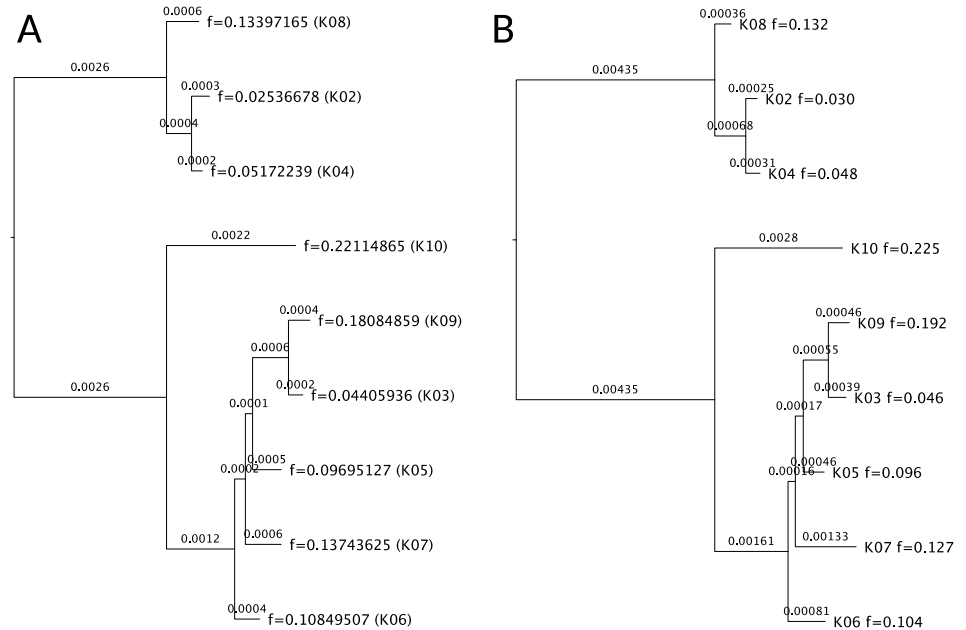 A
0.0006
f=0.13397165 (K08)
0.0026
0.0003
f=0.02536678 (K02)
0.0004
0.0002
f=0.05172239 (K04)
0.0022
f=0.22114865 (K10)
0.0004
f=0.18084859 (K09)
0.0006
0.0002
f=0.04405936 (K03)
0.0026
0.0001
0.0005
f=0.09695127 (K05)
0.0002
0.0006
f=0.13743625 (K07)
0.0012
0.0004
f=0.10849507 (K06)
B
0.00036
K08 f=0.132
0.00435
0.00025
K02 f=0.030
0.00068
0.00031
K04 f=0.048
0.0028
K10 f=0.225
0.00046
K09 f=0.192
0.00055
0.00039
K03 f=0.046
0.00435
0.00017
0.00046
K05 f=0.096
0.00016
0.00133
K07 f=0.127
0.00161
0.00081
K06 f=0.104